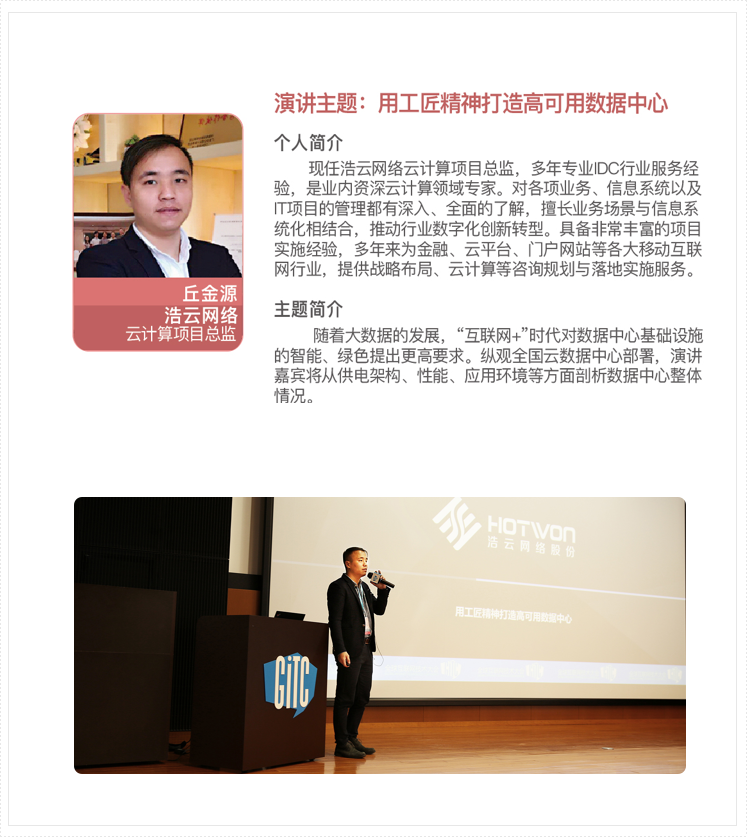 演讲主题：用工匠精神打造高可用数据中心
个人简介
现任浩云网络云计算项目总监，多年专业IDC行业服务经
验，是业内资深云计算领域专家。对各项业务、信息系统以及
IT项目的管理都有深入、全面的了解，擅长业务场景与信息系
统化相结合，推动行业数字化创新转型。具备非常丰富的项目
实施经验，多年来为金融、云平台、门户网站等各大移动互联
网行业，提供战略布局、云计算等咨询规划与落地实施服务。
丘金源
浩云网络
云计算项目总监
主题简介
随着大数据的发展，“互联网+”时代对数据中心基础设施
的智能、绿色提出更高要求。纵观全国云数据中心部署，演讲
嘉宾将从供电架构、性能、应用环境等方面剖析数据中心整体
情况。
HOTWON
浩云网络股份
用工匠精神打造高可用数据中心
GiTC